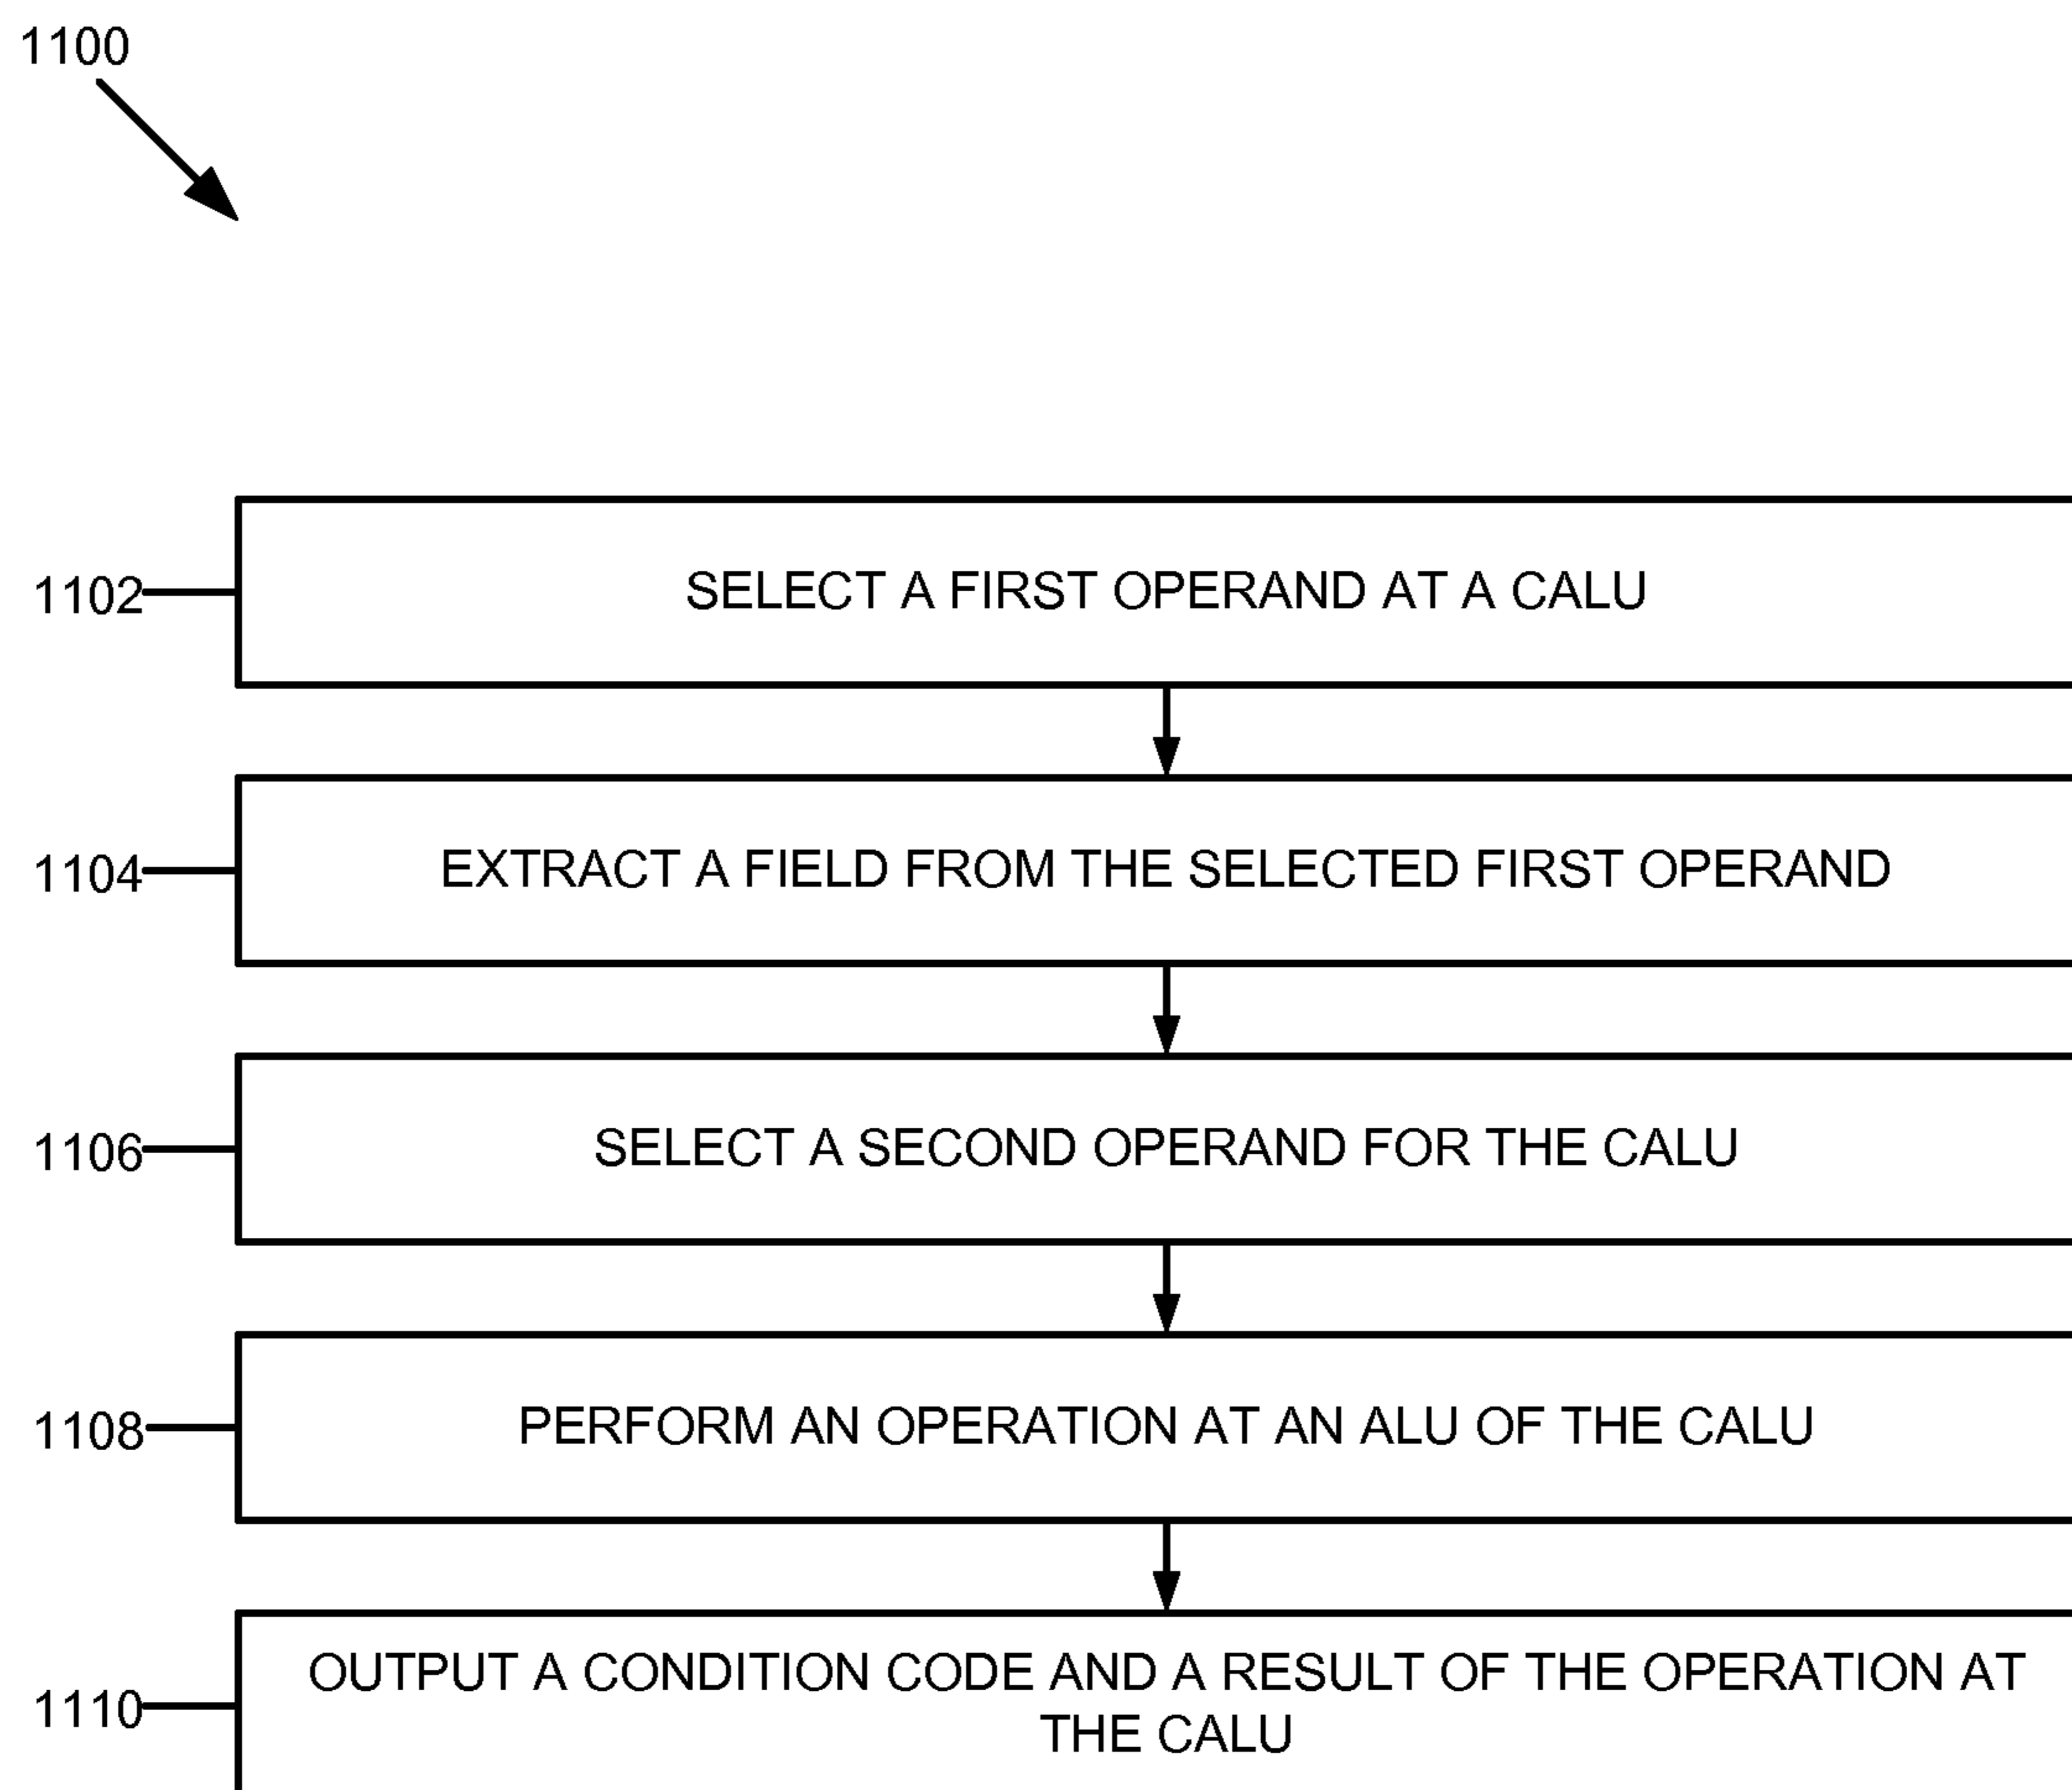 1100
1102
SELECT A FIRST OPERAND AT A CALU
1104
EXTRACT A FIELD FROM THE SELECTED FIRST OPERAND
1106
SELECT A SECOND OPERAND FOR THE CALU
1108
PERFORM AN OPERATION AT AN ALU OF THE CALU
1110
OUTPUT A CONDITION CODE AND A RESULT OF THE OPERATION AT
THE CALU